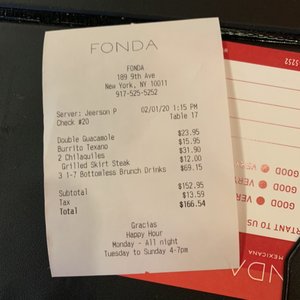 FONDA
FONDA
189 9th Ave
New York, NY 10011
917-525-5252
Server: Jeerson P 02/01/20 1:15 PM
Check #20 Table 17
Double Guacamole $23.95
Burrito Texano $15.95
2 Chilaquiles $31.90
Grilled Skirt Steak $12.00
3 1-7 Bottomless Brunch Drinks $69.15
Subtotal $152.95
Tax $13.59
Total $166.54
Gracias
Happy Hour
Monday - All night
Tuesday to Sunday 4-7pm
5252
GOOD VERY
GOOD VERY
GOOD VER
TANT TO US
NDA
MEXICANA